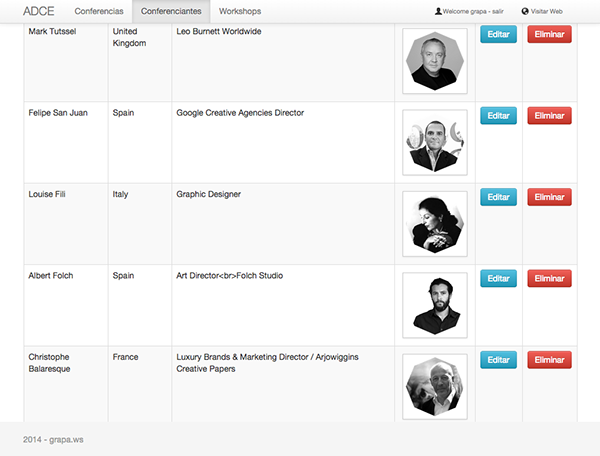 ADCE Conferencias Conferenciantes Workshops Welcome grapa - salir Visitar Web
Mark Tutssel United Leo Burnett Worldwide Editar Eliminar
Kingdom
Felipe San Juan Spain Google Creative Agencies Director Editar Eliminar
Louise Fili Italy Graphic Designer Editar Eliminar
Albert Folch Spain Art Director<br>Folch Studio Editar Eliminar
Christophe France Luxury Brands & Marketing Director / Arjowiggins Editar Eliminar
Balaresque Creative Papers
2014 - grapa.ws